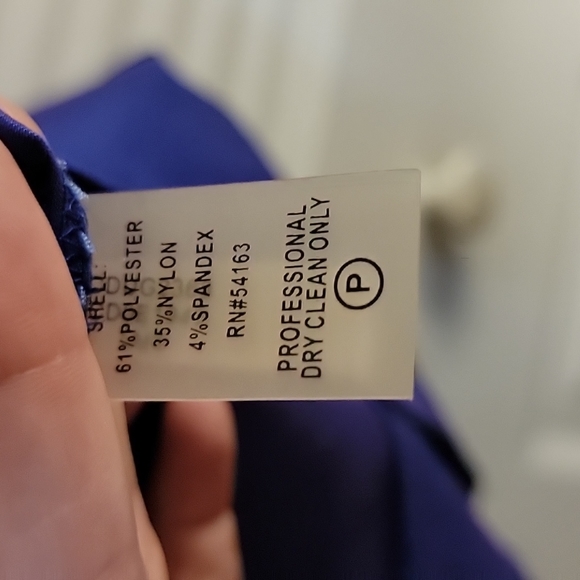 SHELL:
61%POLYESTER
35%NYLON
4%SPANDEX
RN#54163
PROFESSIONAL
DRY CLEAN ONLY
P